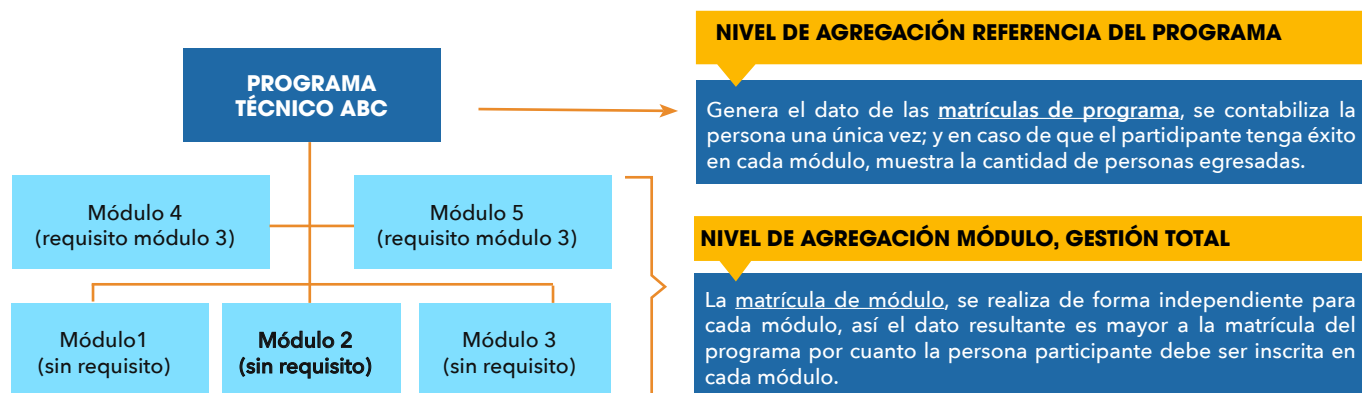 PROGRAMA
TÉCNICO ABC
Módulo 4
(requisito módulo 3)
Módulo 5
(requisito módulo 3)
Módulo1
(sin requisito)
Módulo 2
(sin requisito)
Módulo 3
(sin requisito)
NIVEL DE AGREGACIÓN REFERENCIA DEL PROGRAMA
Genera el dato de las matrículas de programa, se contabiliza la
persona una única vez; y en caso de que el partidipante tenga éxito
en cada módulo, muestra la cantidad de personas egresadas.
NIVEL DE AGREGACIÓN MÓDULO, GESTIÓN TOTAL
La matrícula de módulo, se realiza de forma independiente para
cada módulo, así el dato resultante es mayor a la matrícula del
programa por cuanto la persona participante debe ser inscrita en
cada módulo.